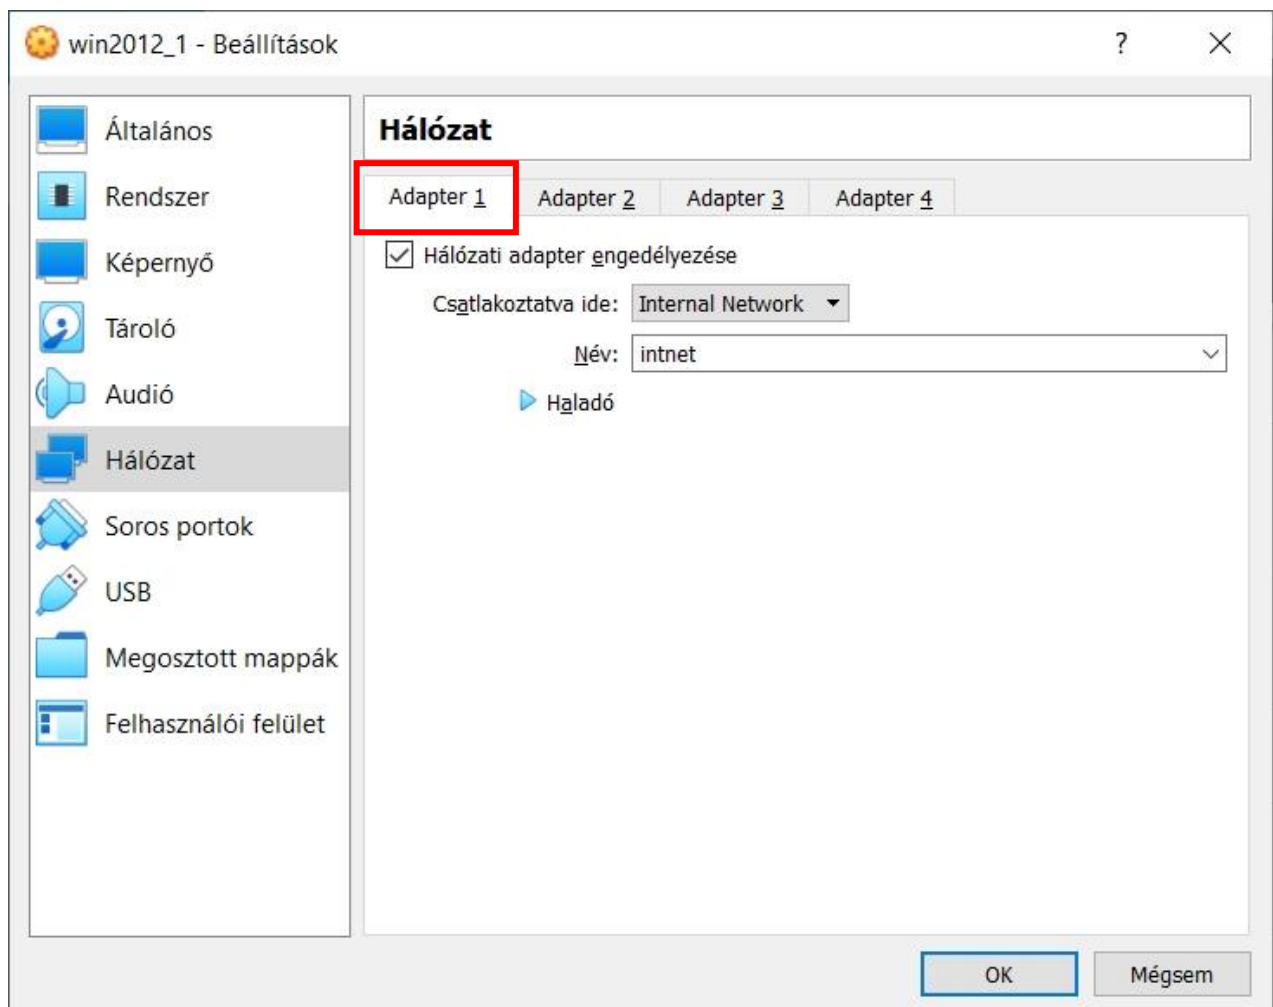 win2012_1 - Beállítások
?
Általános
Rendszer
Képernyő
Tároló
Audió
Hálózat
Soros portok
USB
Megosztott mappák
Felhasználói felület
Hálózat
Adapter 1
Adapter 2
Adapter 3
Adapter 4
Hálózati adapter engedélyezése
Csatlakoztatva ide: Internal Network
Név: intnet
Haladó
OK
Mégsem